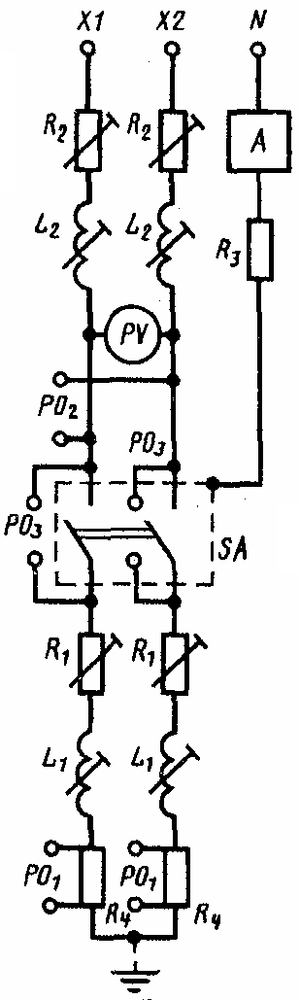 X1 X2 N
R2 R2 A
L2 L2 R3
PV
PO2
PO3
PO3
SA
R1 R1
L1 L1
PO1 PO1
R4 R4